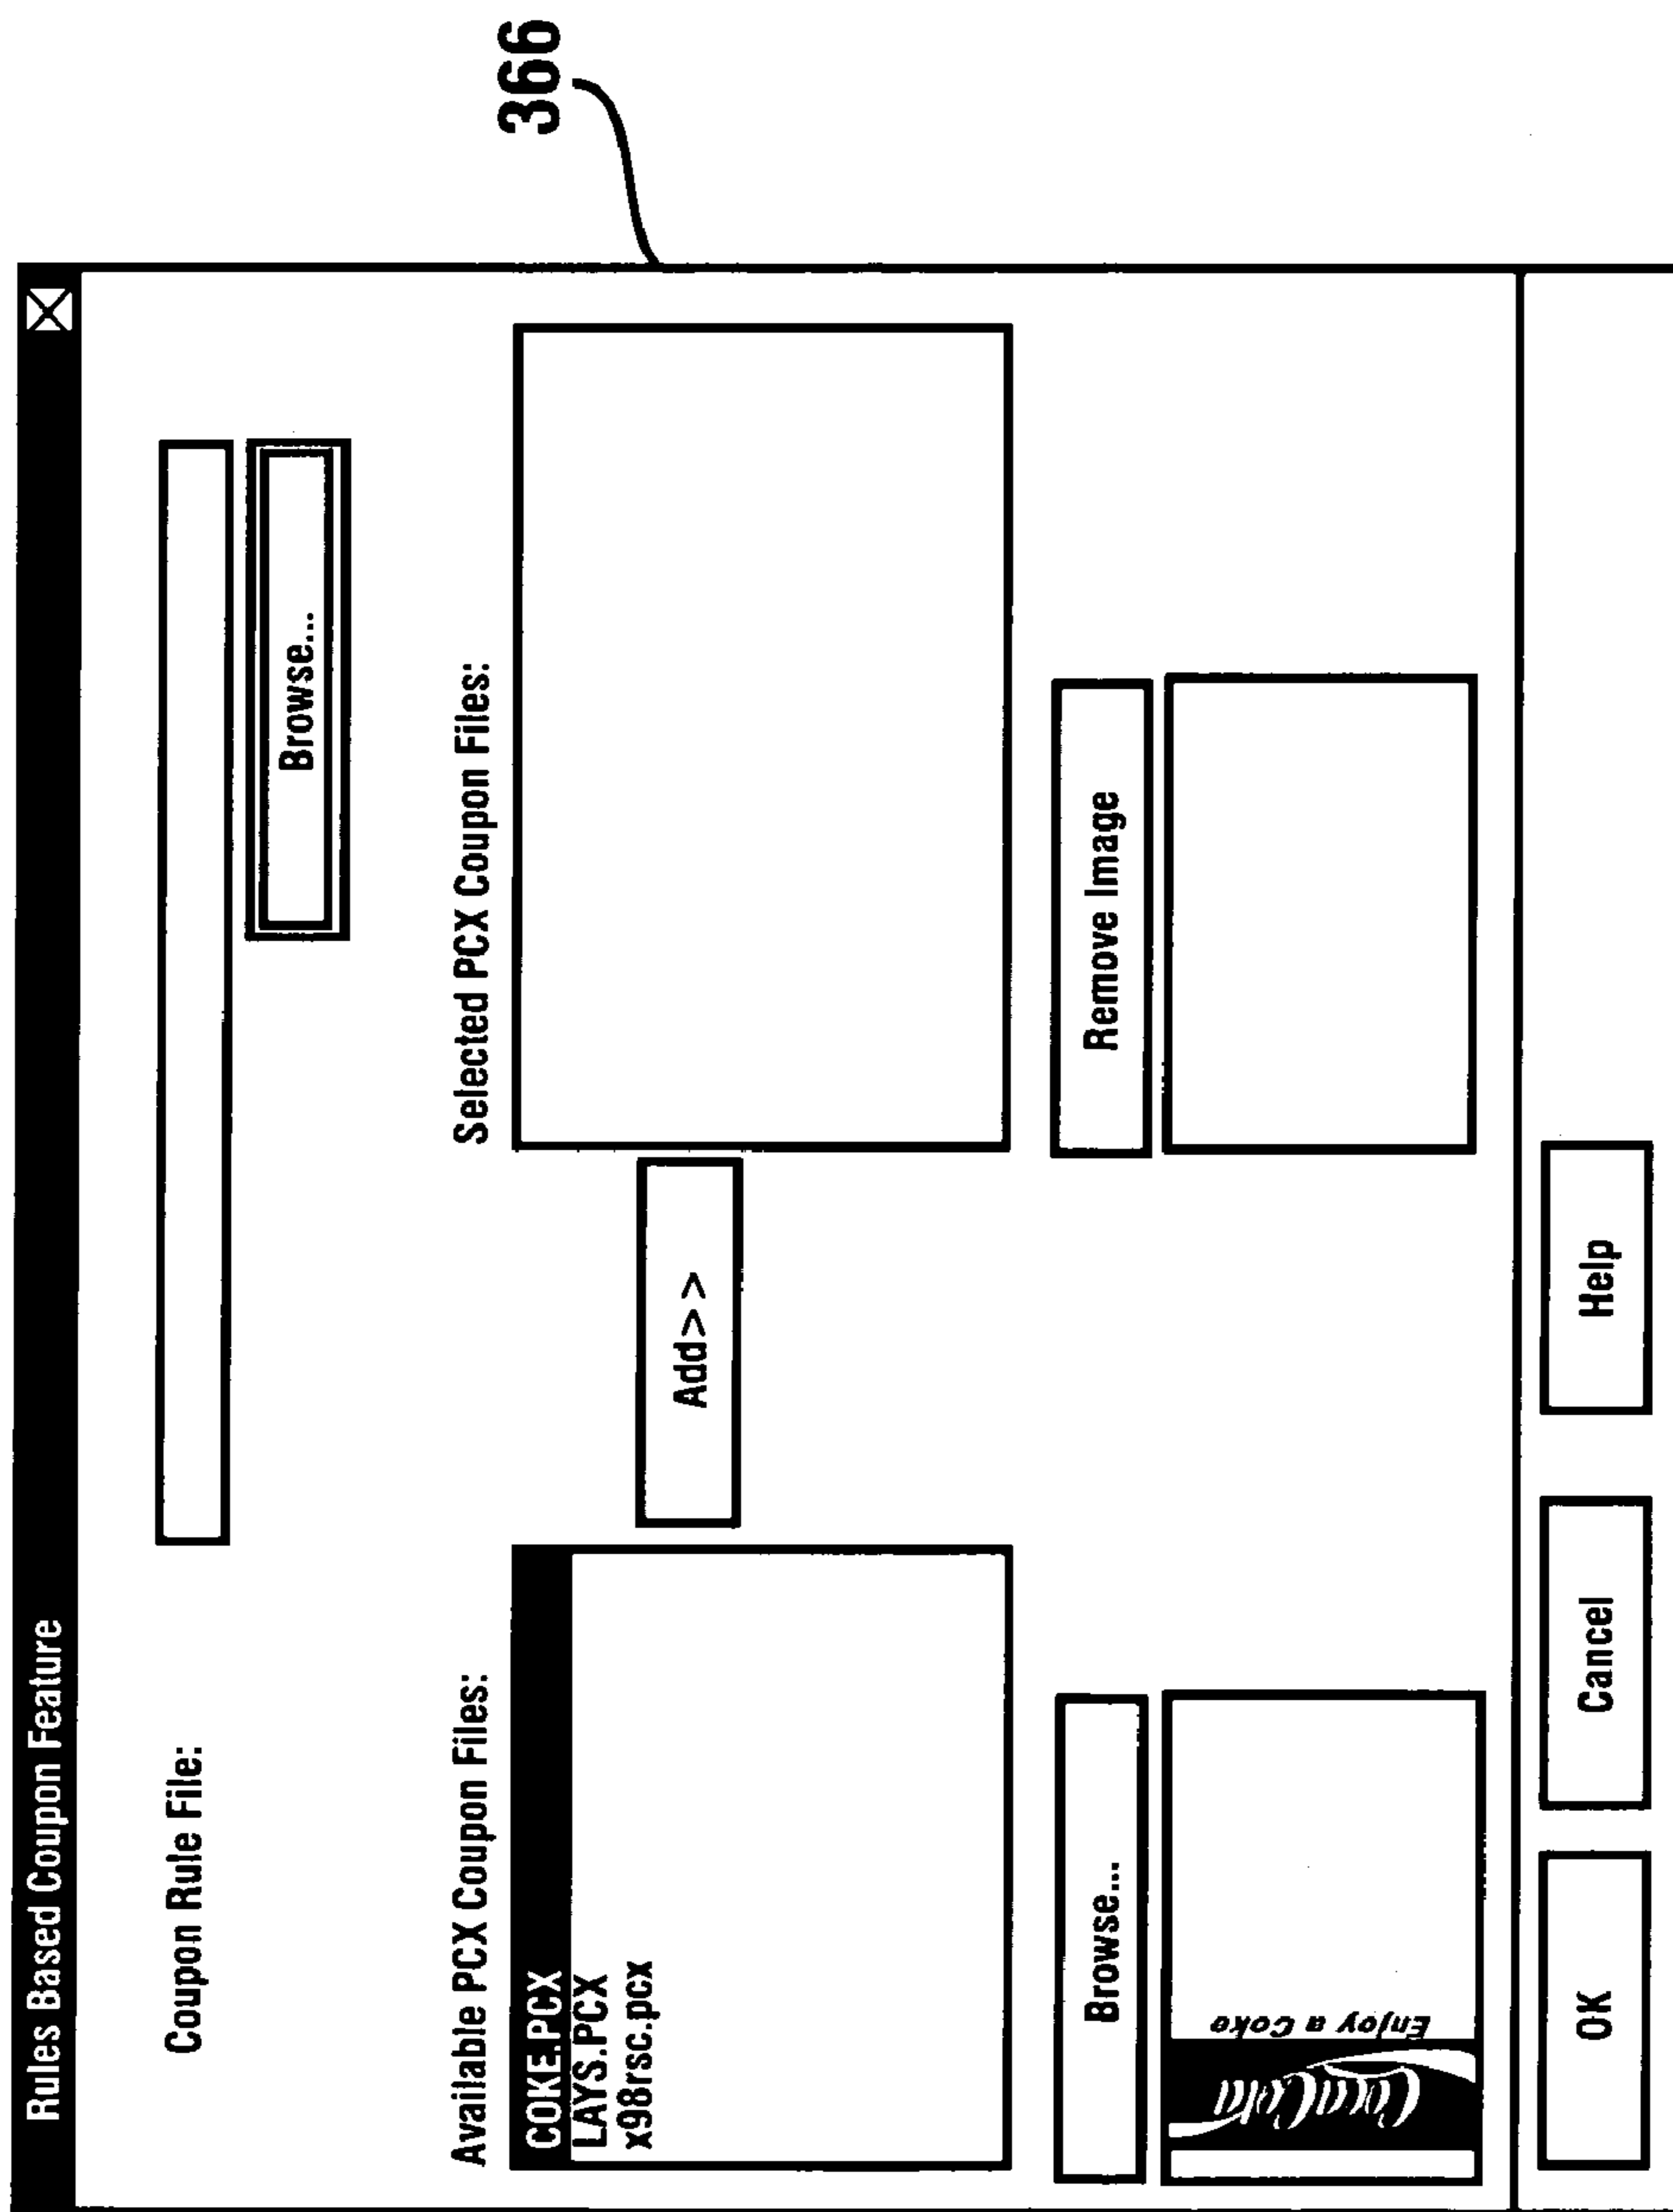 366
Rules Based Coupon Feature
Coupon Rule File:
Browse...
Available PCX Coupon Files:
Selected PCX Coupon Files:
COKE.PCX
LAYS.PCX
x98rsc.pcx
Add>>
Browse...
Remove Image
Coca-Cola
Enjoy a Coke
OK
Cancel
Help